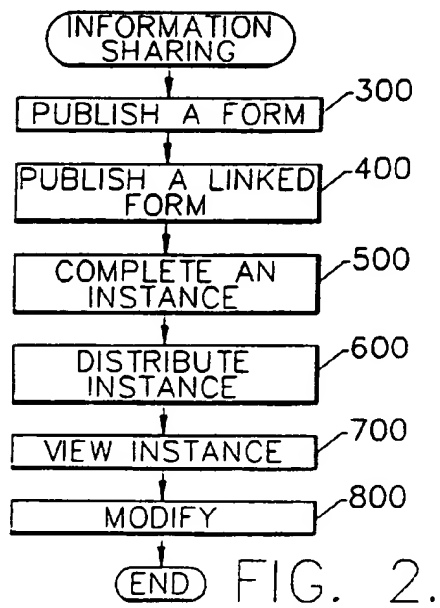 INFORMATION
SHARING
300
PUBLISH A FORM
400
PUBLISH A LINKED
FORM
500
COMPLETE AN
INSTANCE
600
DISTRIBUTE
INSTANCE
700
VIEW INSTANCE
800
MODIFY
END
FIG. 2.